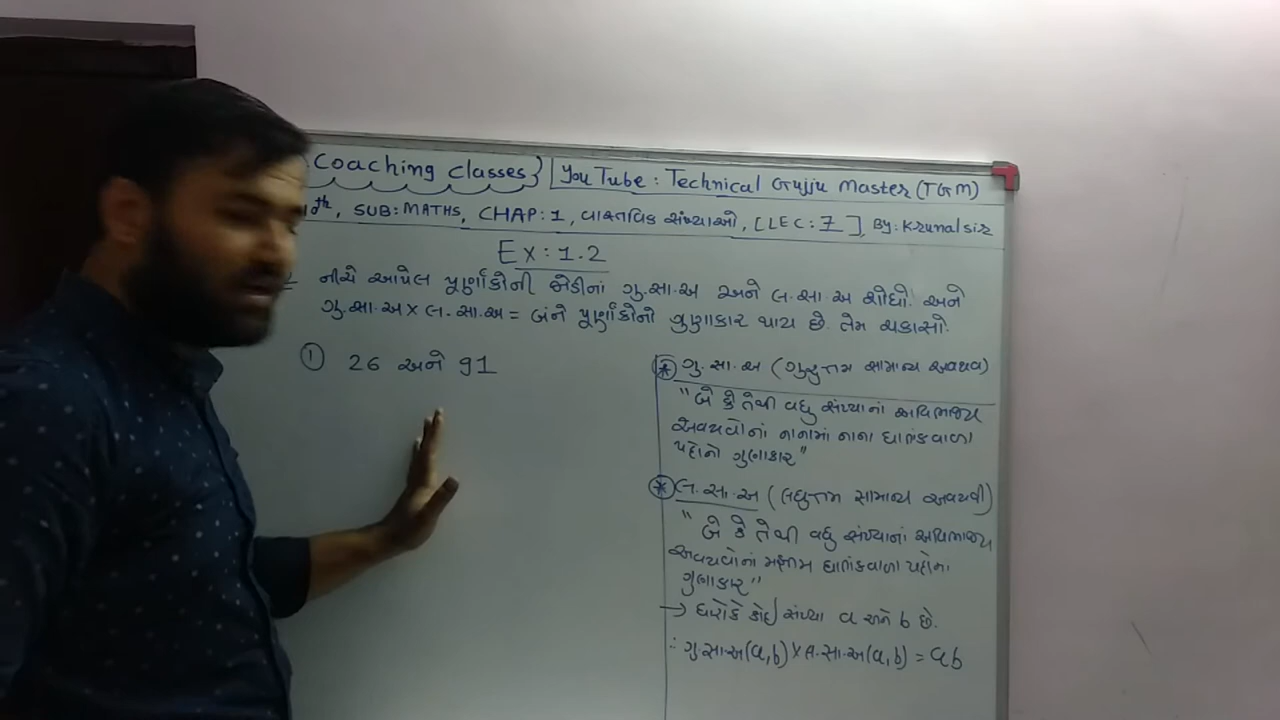 Coaching classes} | YouTube : Technical Gujju Master (TGM)
th, SUB: MATHS, CHAP: 1, વાસ્તવિક સંખ્યાઓ, [LEC: 7], By: Krunal sir
Ex: 1.2
નીચે આપેલ પૂર્ણાંકોની જોડીનાં ગુ.સા.અ અને લ.સા.અ શોધો. અને
ગુ.સા.અ × લ.સા.અ = બંને પૂર્ણાંકોનો ગુણાકાર થાય છે. તેમ ચકાસો.
① 26 અને 91
* ગુ.સા.અ (ગુરુત્તમ સામાન્ય અવયવ)
"બે કે તેથી વધુ સંખ્યાનાં અવિભાજ્ય
અવયવોનાં નાનામાં નાના ઘાતાંકવાળા
પદોનો ગુણાકાર"
* લ.સા.અ (લઘુત્તમ સામાન્ય અવયવી)
"બે કે તેથી વધુ સંખ્યાનાં અવિભાજ્ય
અવયવોનાં મહત્તમ ઘાતાંકવાળા પદોના
ગુણાકાર"
→ ધારોકે કોઈ સંખ્યા a અને b છે.
∴ ગુ.સા.અ(a,b) × લ.સા.અ(a,b) = ab